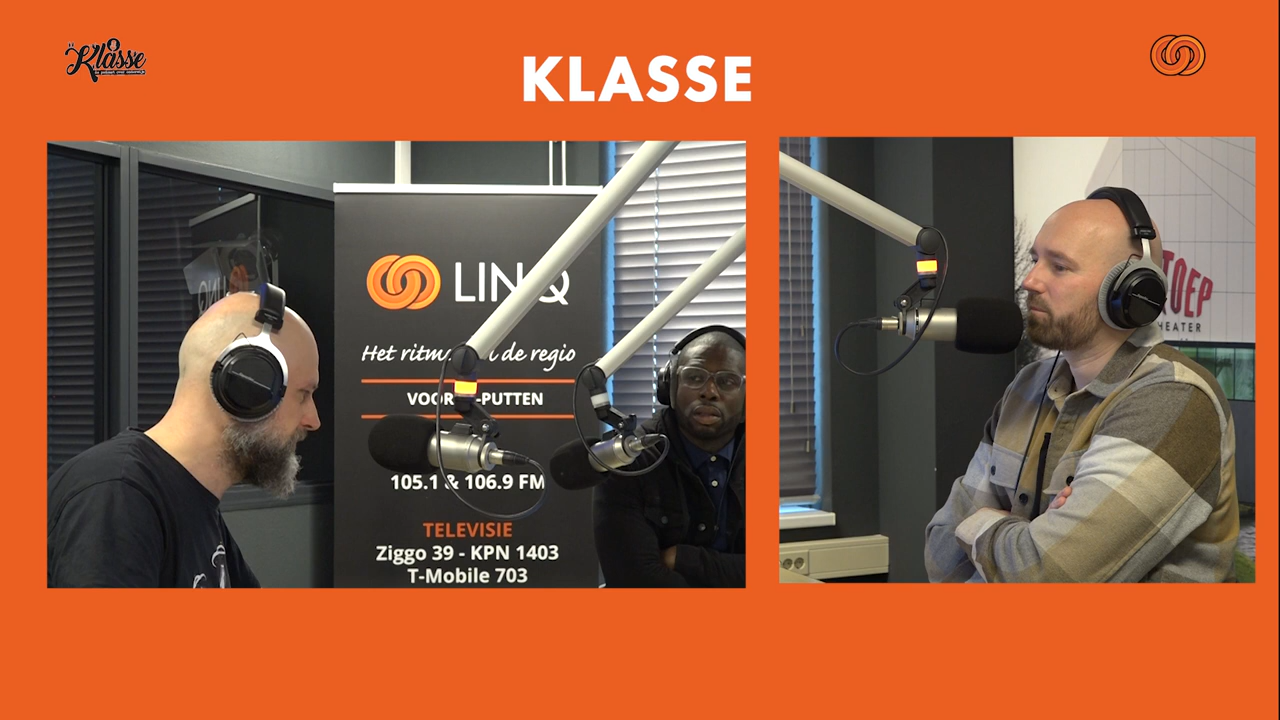 Klasse
KLASSE
LINQ
Het ritm de regio
VOOR -PUTTEN
105.1 & 106.9 FM
TELEVISIE
Ziggo 39 - KPN 1403
T-Mobile 703
TOEP
HEATER